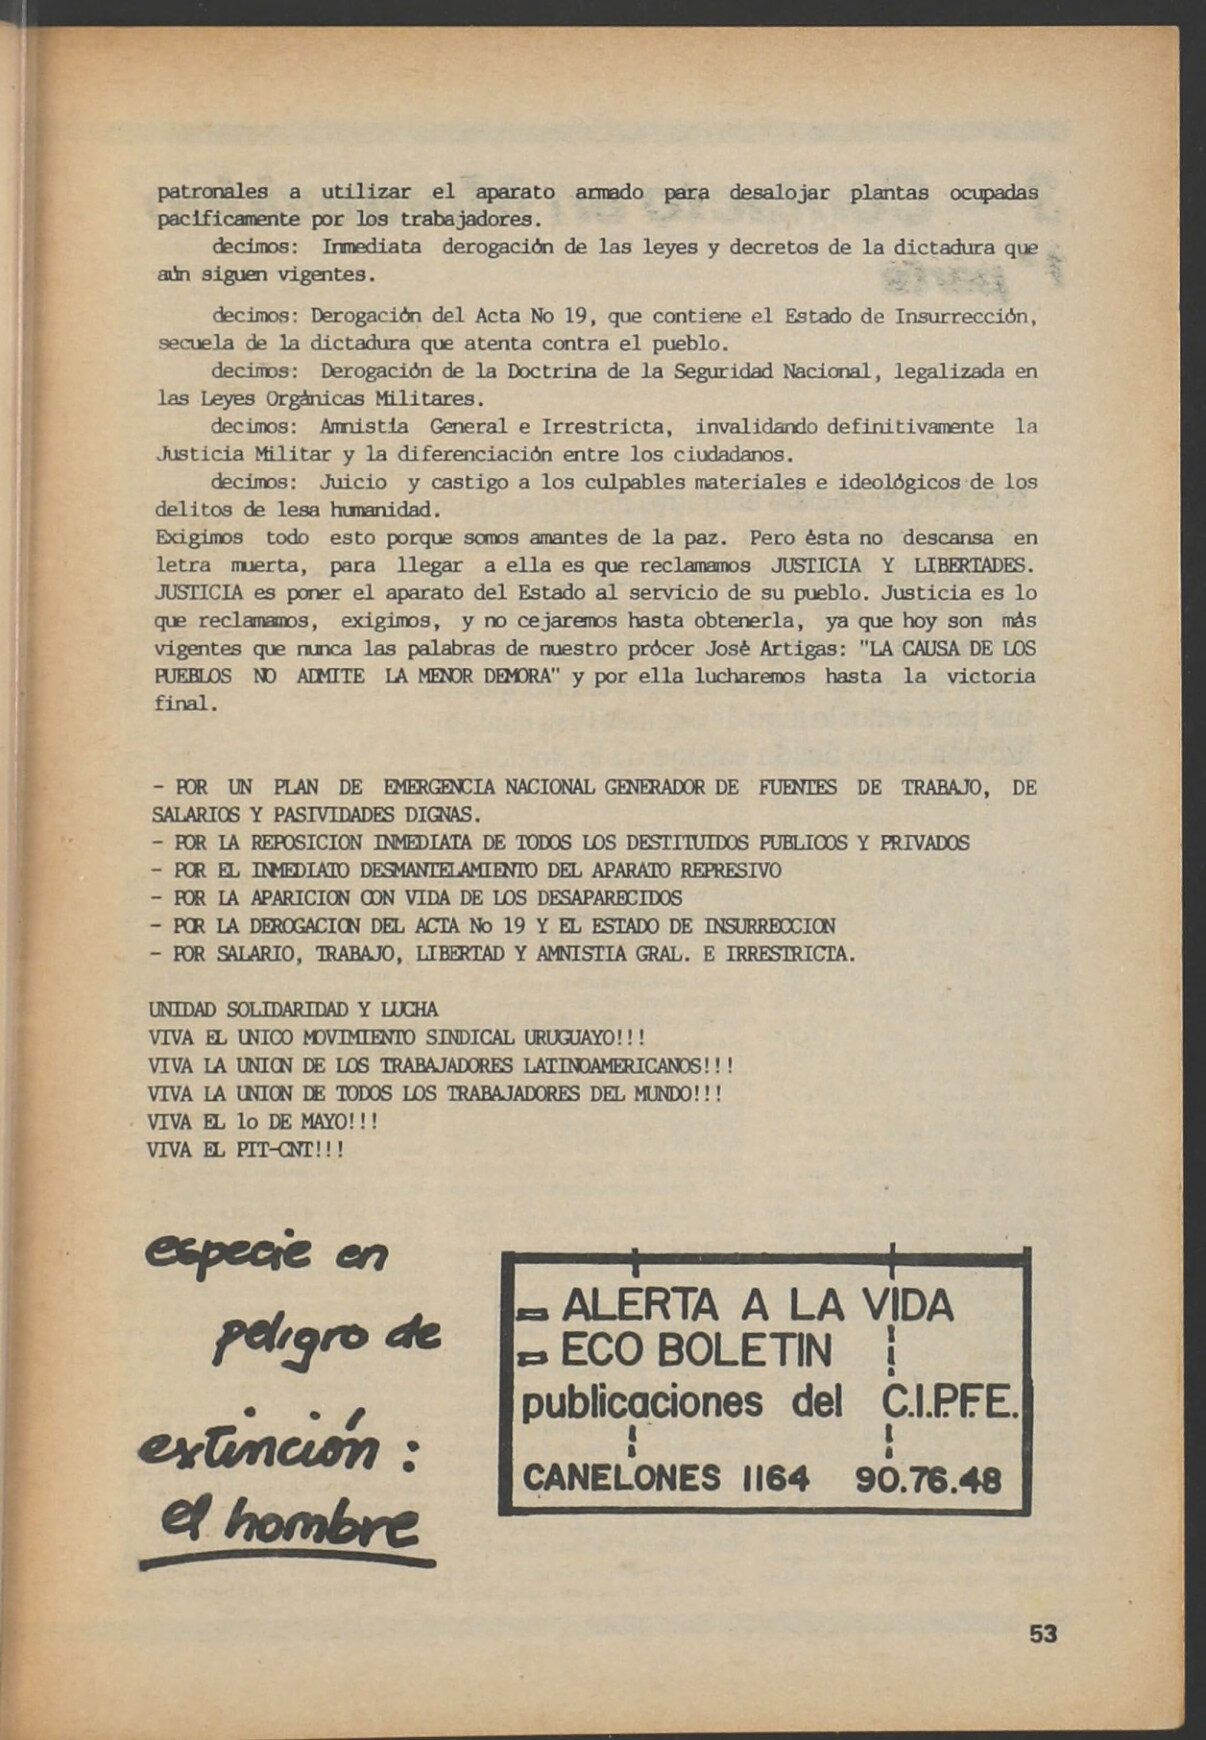 patronales a utilizar el aparato armado para desalojar plantas ocupadas
pacíficamente por los trabajadores.
decimos: Inmediata derogación de las leyes y decretos de la dictadura que
aún siguen vigentes.
decimos: Derogación del Acta No 19, que contiene el Estado de Insurrección,
secuela de la dictadura que atenta contra el pueblo.
decimos: Derogación de la Doctrina de la Seguridad Nacional, legalizada en
las Leyes Orgánicas Militares.
decimos: Amnistía General e Irrestricta, invalidando definitivamente la
Justicia Militar y la diferenciación entre los ciudadanos.
decimos: Juicio y castigo a los culpables materiales e ideológicos de los
delitos de lesa humanidad.
Exigimos todo esto porque somos amantes de la paz. Pero ésta no descansa en
letra muerta, para llegar a ella es que reclamamos JUSTICIA Y LIBERTADES.
JUSTICIA es poner el aparato del Estado al servicio de su pueblo. Justicia es lo
que reclamamos, exigimos, y no cejaremos hasta obtenerla, ya que hoy son más
vigentes que nunca las palabras de nuestro prócer José Artigas: "LA CAUSA DE LOS
PUEBLOS NO ADMITE LA MENOR DEMORA" y por ella lucharemos hasta la victoria
final.
- POR UN PLAN DE EMERGENCIA NACIONAL GENERADOR DE FUENTES DE TRABAJO, DE
SALARIOS Y PASIVIDADES DIGNAS.
- POR LA REPOSICION INMEDIATA DE TODOS LOS DESTITUIDOS PUBLICOS Y PRIVADOS
- POR EL INMEDIATO DESMANTELAMIENTO DEL APARATO REPRESIVO
- POR LA APARICION CON VIDA DE LOS DESAPARECIDOS
- POR LA DEROGACION DEL ACTA No 19 Y EL ESTADO DE INSURRECCION
- POR SALARIO, TRABAJO, LIBERTAD Y AMNISTIA GRAL. E IRRESTRICTA.
UNIDAD SOLIDARIDAD Y LUCHA
VIVA EL UNICO MOVIMIENTO SINDICAL URUGUAYO!!!
VIVA LA UNION DE LOS TRABAJADORES LATINOAMERICANOS!!!
VIVA LA UNION DE TODOS LOS TRABAJADORES DEL MUNDO!!!
VIVA EL 1o DE MAYO!!!
VIVA EL PIT-CNT!!!
especie en
peligro de
extinción:
el hombre
- ALERTA A LA VIDA
- ECO BOLETIN
publicaciones del C.I.P.F.E.
CANELONES 1164 90.76.48
53